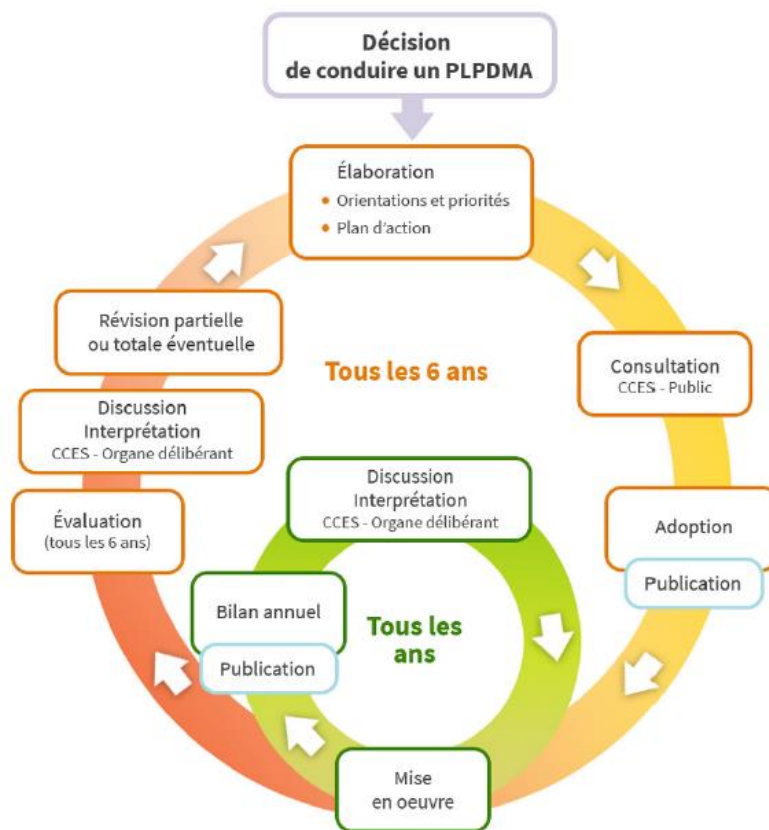 Décision
de conduire un PLPDMA
Élaboration
• Orientations et priorités
• Plan d'action
Révision partielle
ou totale éventuelle
Tous les 6 ans
Consultation
CCES - Public
Discussion
Interprétation
CCES - Organe délibérant
Discussion
Interprétation
CCES - Organe délibérant
Évaluation
(tous les 6 ans)
Adoption
Publication
Bilan annuel
Publication
Tous les
ans
Mise
en oeuvre